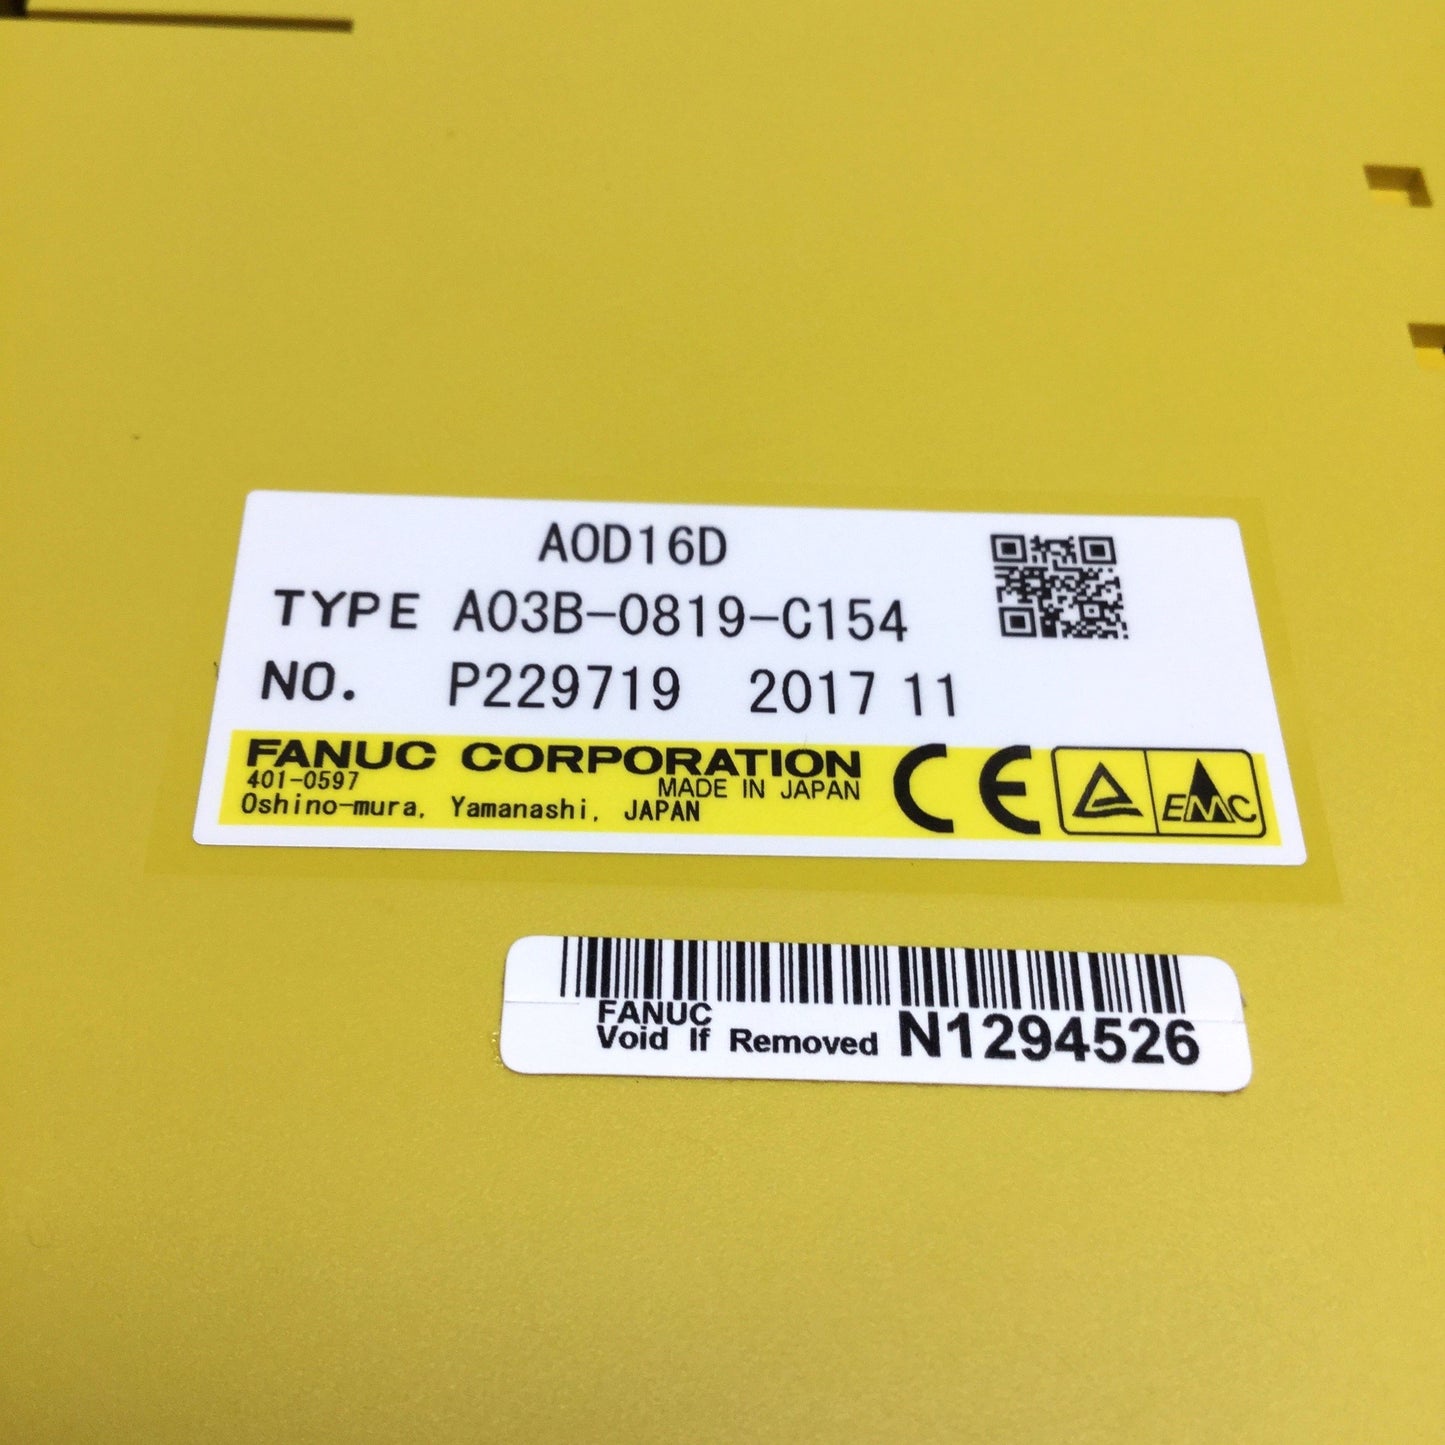 AOD16D
TYPE A03B-0819-C154
NO. P229719 2017 11
FANUC CORPORATION
401-0597 MADE IN JAPAN
Oshino-mura, Yamanashi, JAPAN
CE
EMC
FANUC
Void If Removed N1294526